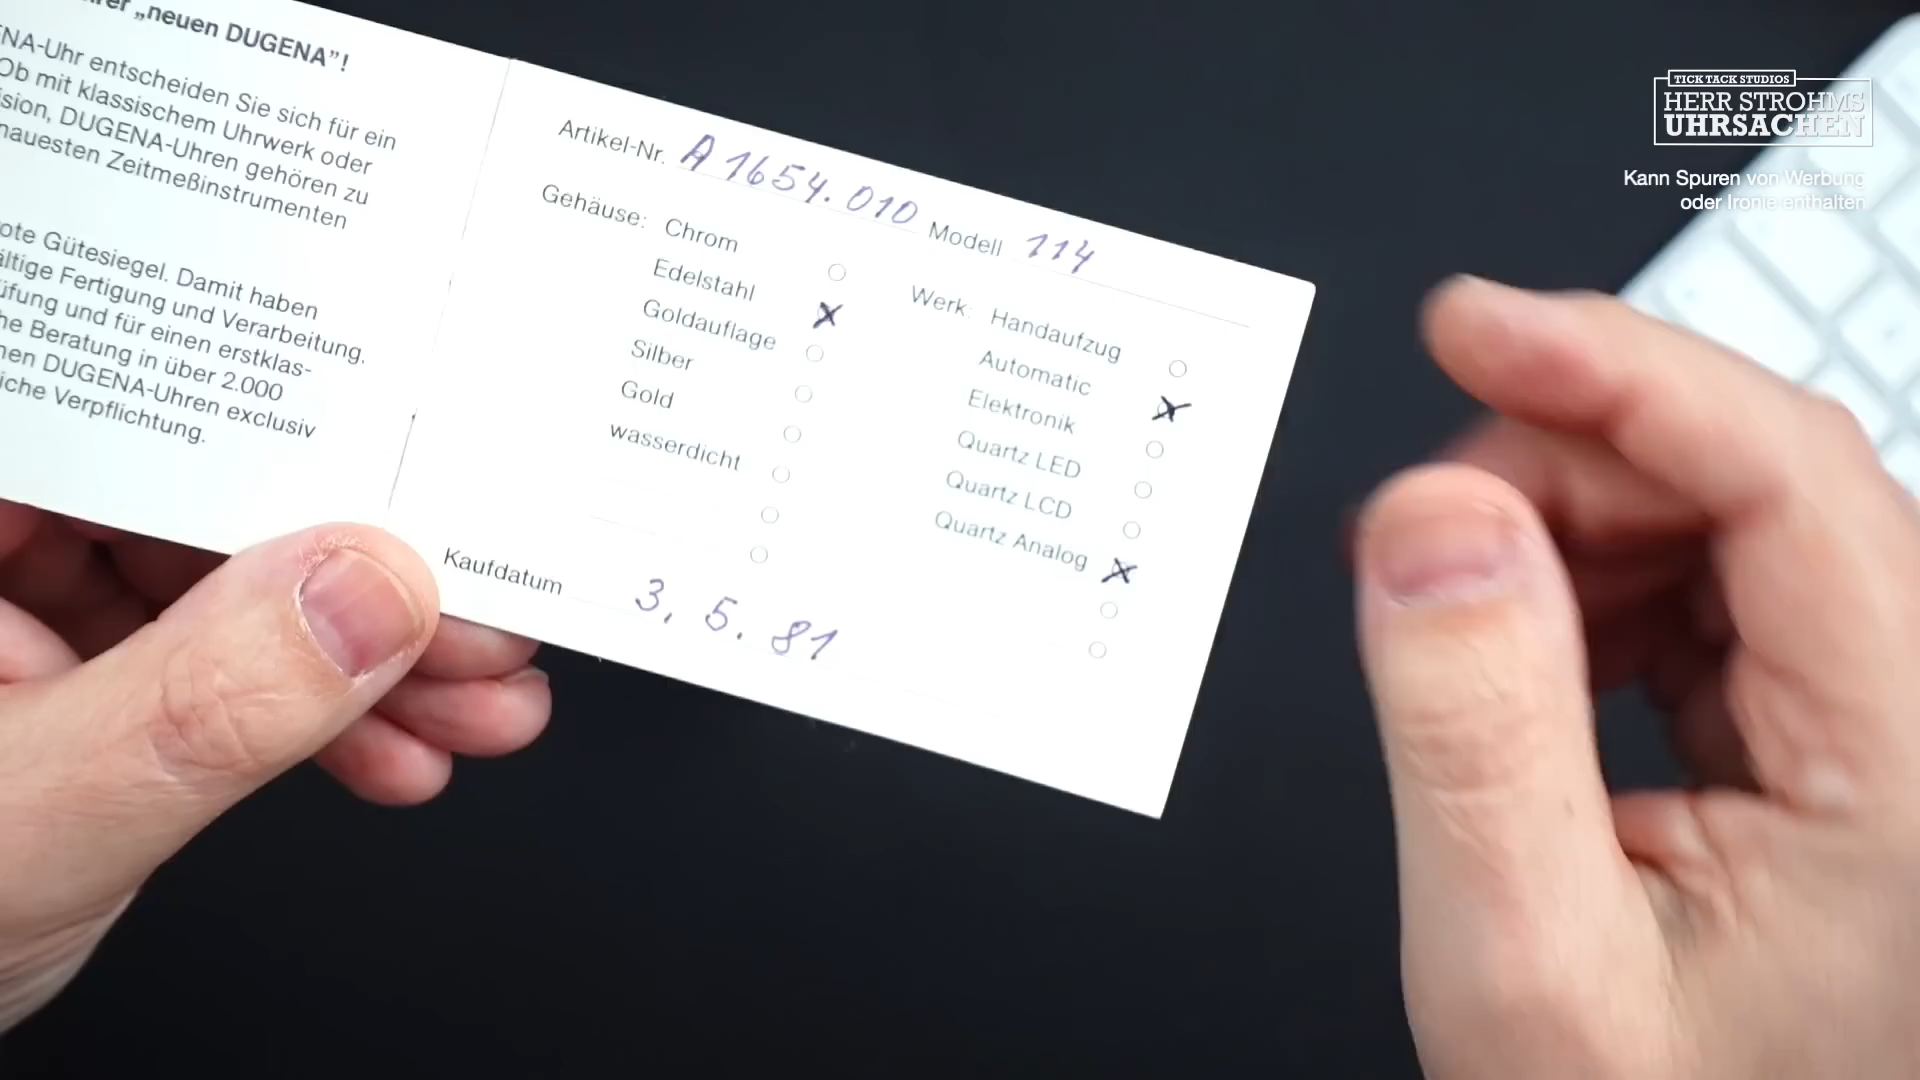 „neuen DUGENA”!
NA-Uhr entscheiden Sie sich für ein
Ob mit klassischem Uhrwerk oder
sion, DUGENA-Uhren gehören zu
nauesten Zeitmeßinstrumenten
ote Gütesiegel. Damit haben
ältige Fertigung und Verarbeitung.
üfung und für einen erstklas-
he Beratung in über 2.000
nen DUGENA-Uhren exclusiv
iche Verpflichtung.
Artikel-Nr. A 1654.010 Modell 114
Gehäuse: Chrom
Edelstahl
Goldauflage
Silber
Gold
wasserdicht
Werk: Handaufzug
Automatic
Elektronik
Quartz LED
Quartz LCD
Quartz Analog
Kaufdatum 3. 5. 81
TICK TACK STUDIOS
HERR STROHMS
UHRSACHEN
Kann Spuren von Werbung
oder Ironie enthalten